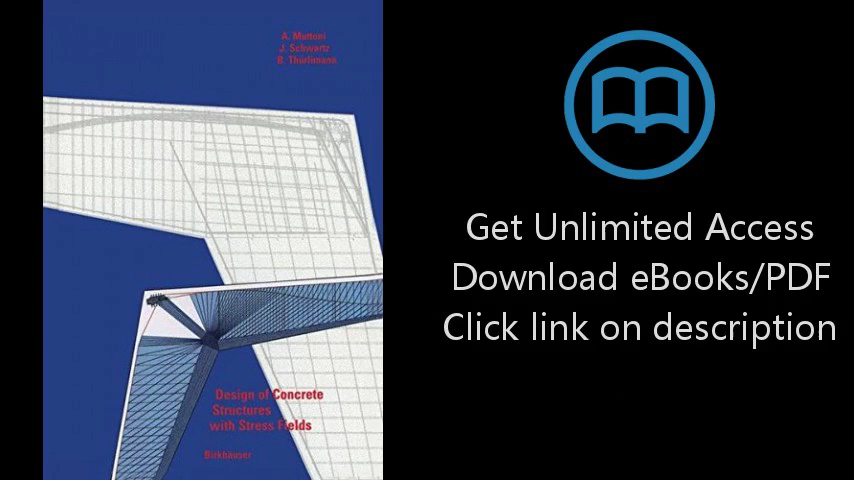 A. Muttoni
J. Schwartz
B. Thürlimann
Design of Concrete
Structures
with Stress Fields
Birkhäuser
Get Unlimited Access
Download eBooks/PDF
Click link on description